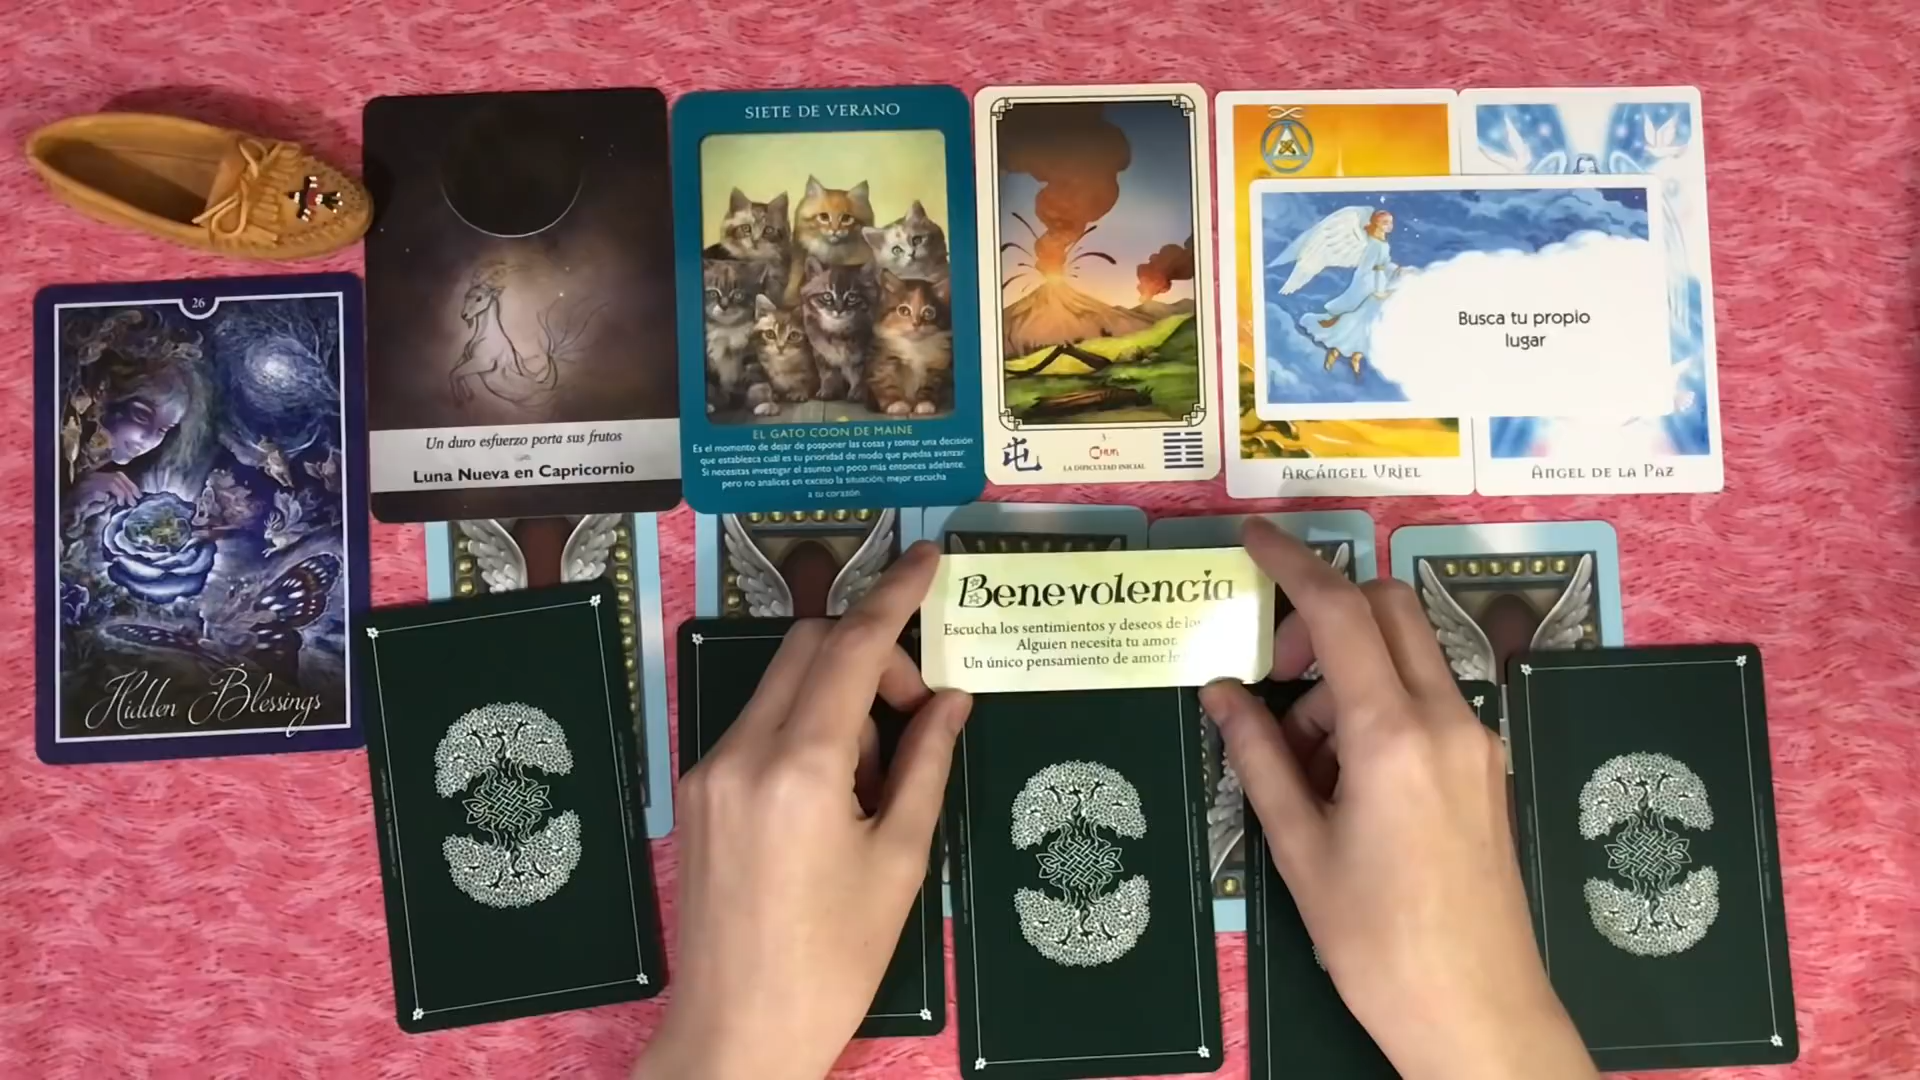 26
Hidden Blessings
Un duro esfuerzo porta sus frutos
Luna Nueva en Capricornio
SIETE DE VERANO
EL GATO COON DE MAINE
Es el momento de dejar de posponer las cosas y tomar una decisión
que establezca cuál es tu prioridad de modo que puedas avanzar.
Si necesitas investigar el asunto un poco más entonces adelante,
pero no analices en exceso la situación; mejor escucha
a tu corazón.
屯
3
Chun
LA DIFICULTAD INICIAL
ARCÁNGEL URIEL
ANGEL DE LA PAZ
Busca tu propio
lugar
Benevolencia
Escucha los sentimientos y deseos de
Alguien necesita tu amor.
Un único pensamiento de amor